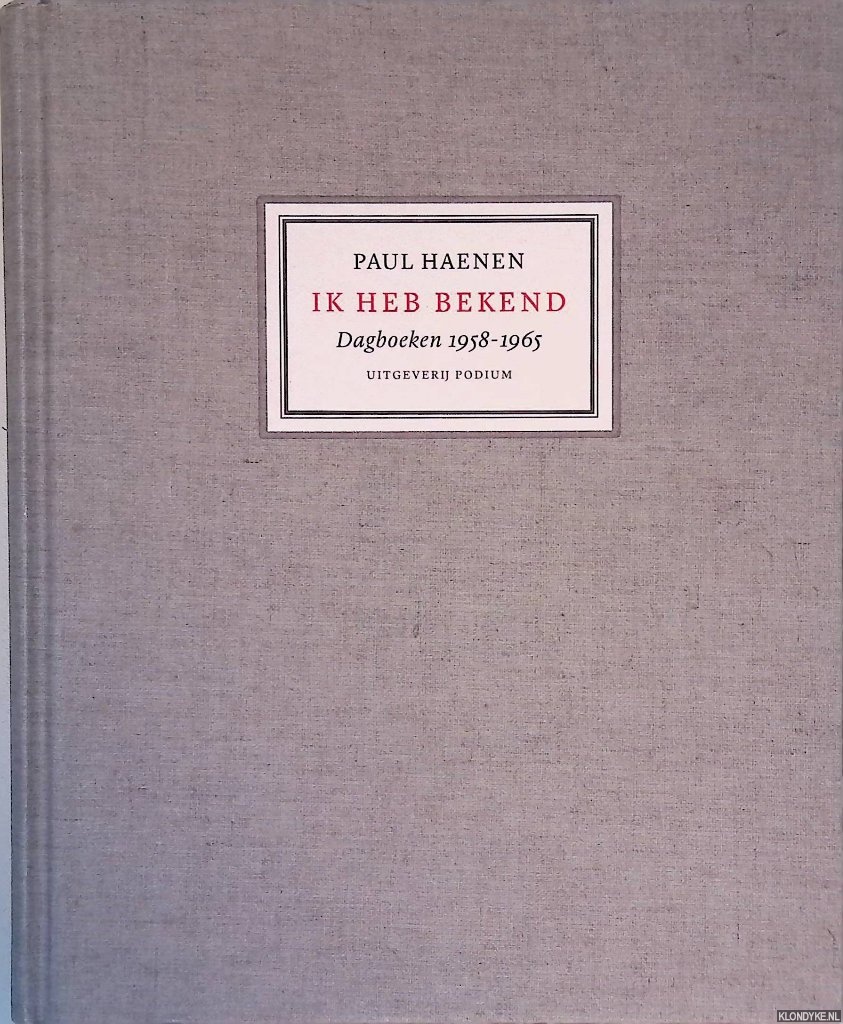 PAUL HAENEN
IK HEB BEKEND
Dagboeken 1958-1965
UITGEVERIJ PODIUM
KLONDYKE.NL